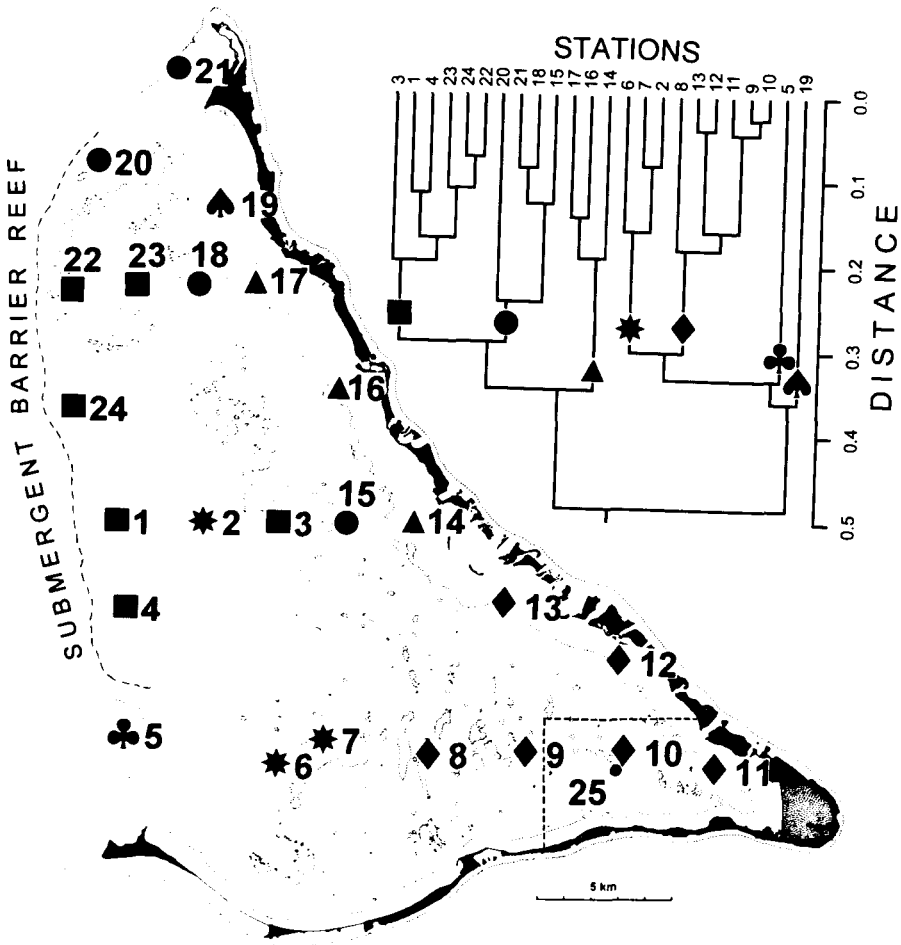 STATIONS
3 1 4 23 24 22 20 21 18 15 17 16 14 6 7 2 8 13 12 11 9 10 5 19
0.0
0.1
0.2
0.3
0.4
0.5
DISTANCE
SUBMERGENT BARRIER REEF
21
20
19
22 23 18 17
16
24
15
1 2 3 14
13
4
12
5 7
6 8 9 10 11
25
5 km